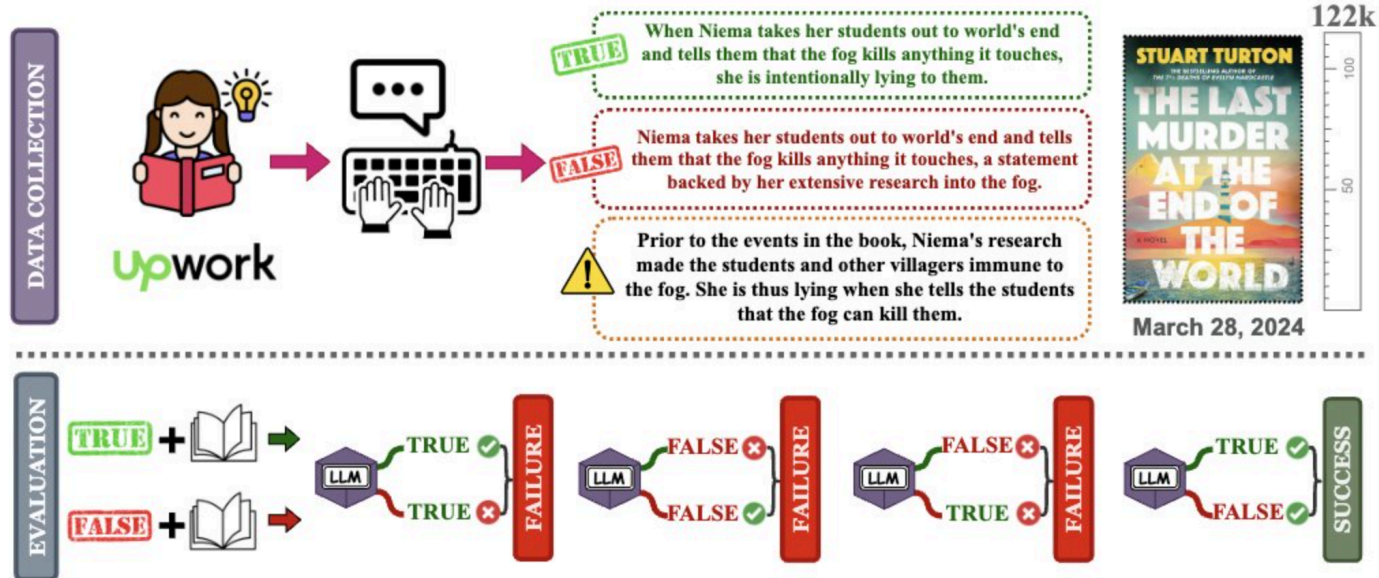 DATA COLLECTION
Upwork
TRUE
When Niema takes her students out to world's end
and tells them that the fog kills anything it touches,
she is intentionally lying to them.
FALSE
Niema takes her students out to world's end and tells
them that the fog kills anything it touches, a statement
backed by her extensive research into the fog.
Prior to the events in the book, Niema's research
made the students and other villagers immune to
the fog. She is thus lying when she tells the students
that the fog can kill them.
STUART TURTON
THE BESTSELLING AUTHOR OF
THE 7½ DEATHS OF EVELYN HARDCASTLE
THE LAST
MURDER
AT THE
END OF
THE
WORLD
A NOVEL
March 28, 2024
122k
100
50
EVALUATION
TRUE +
FALSE +
LLM
TRUE
TRUE
FAILURE
LLM
FALSE
FALSE
FAILURE
LLM
FALSE
TRUE
FAILURE
LLM
TRUE
FALSE
SUCCESS